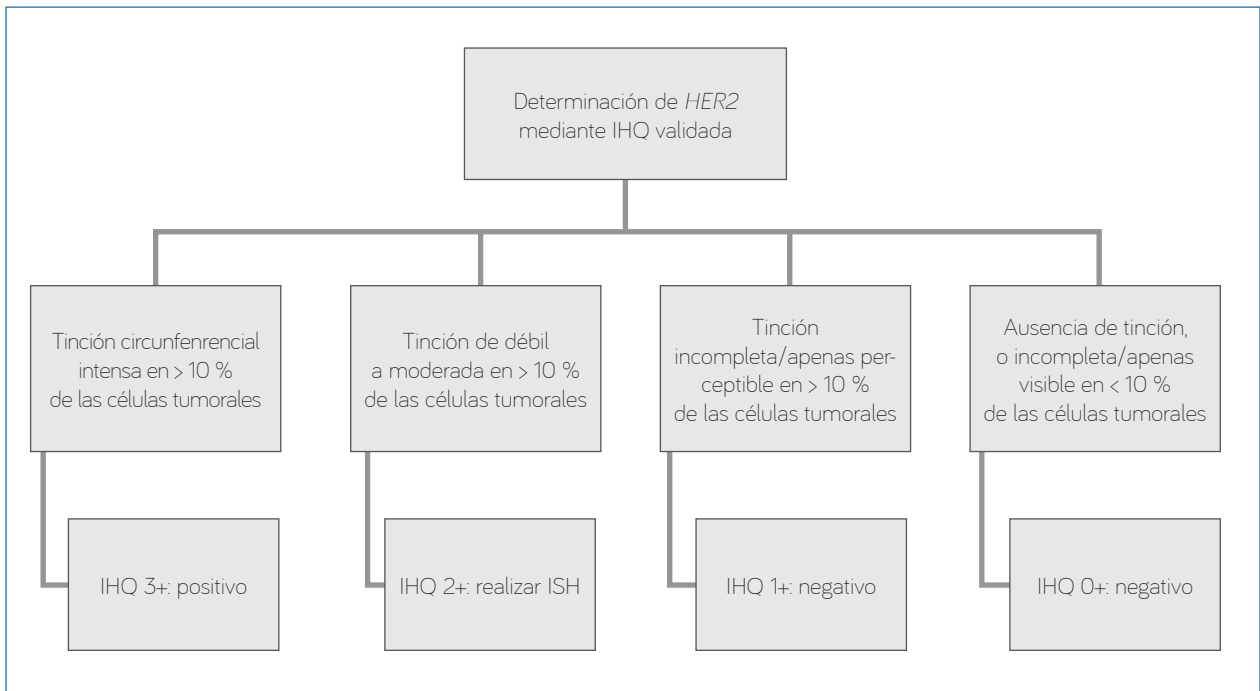 Determinación de HER2
mediante IHQ validada
Tinción circunfenrencial
intensa en > 10 %
de las células tumorales
Tinción de débil
a moderada en > 10 %
de las células tumorales
Tinción
incompleta/apenas per-
ceptible en > 10 %
de las células tumorales
Ausencia de tinción,
o incompleta/apenas
visible en < 10 %
de las células tumorales
IHQ 3+: positivo
IHQ 2+: realizar ISH
IHQ 1+: negativo
IHQ 0+: negativo